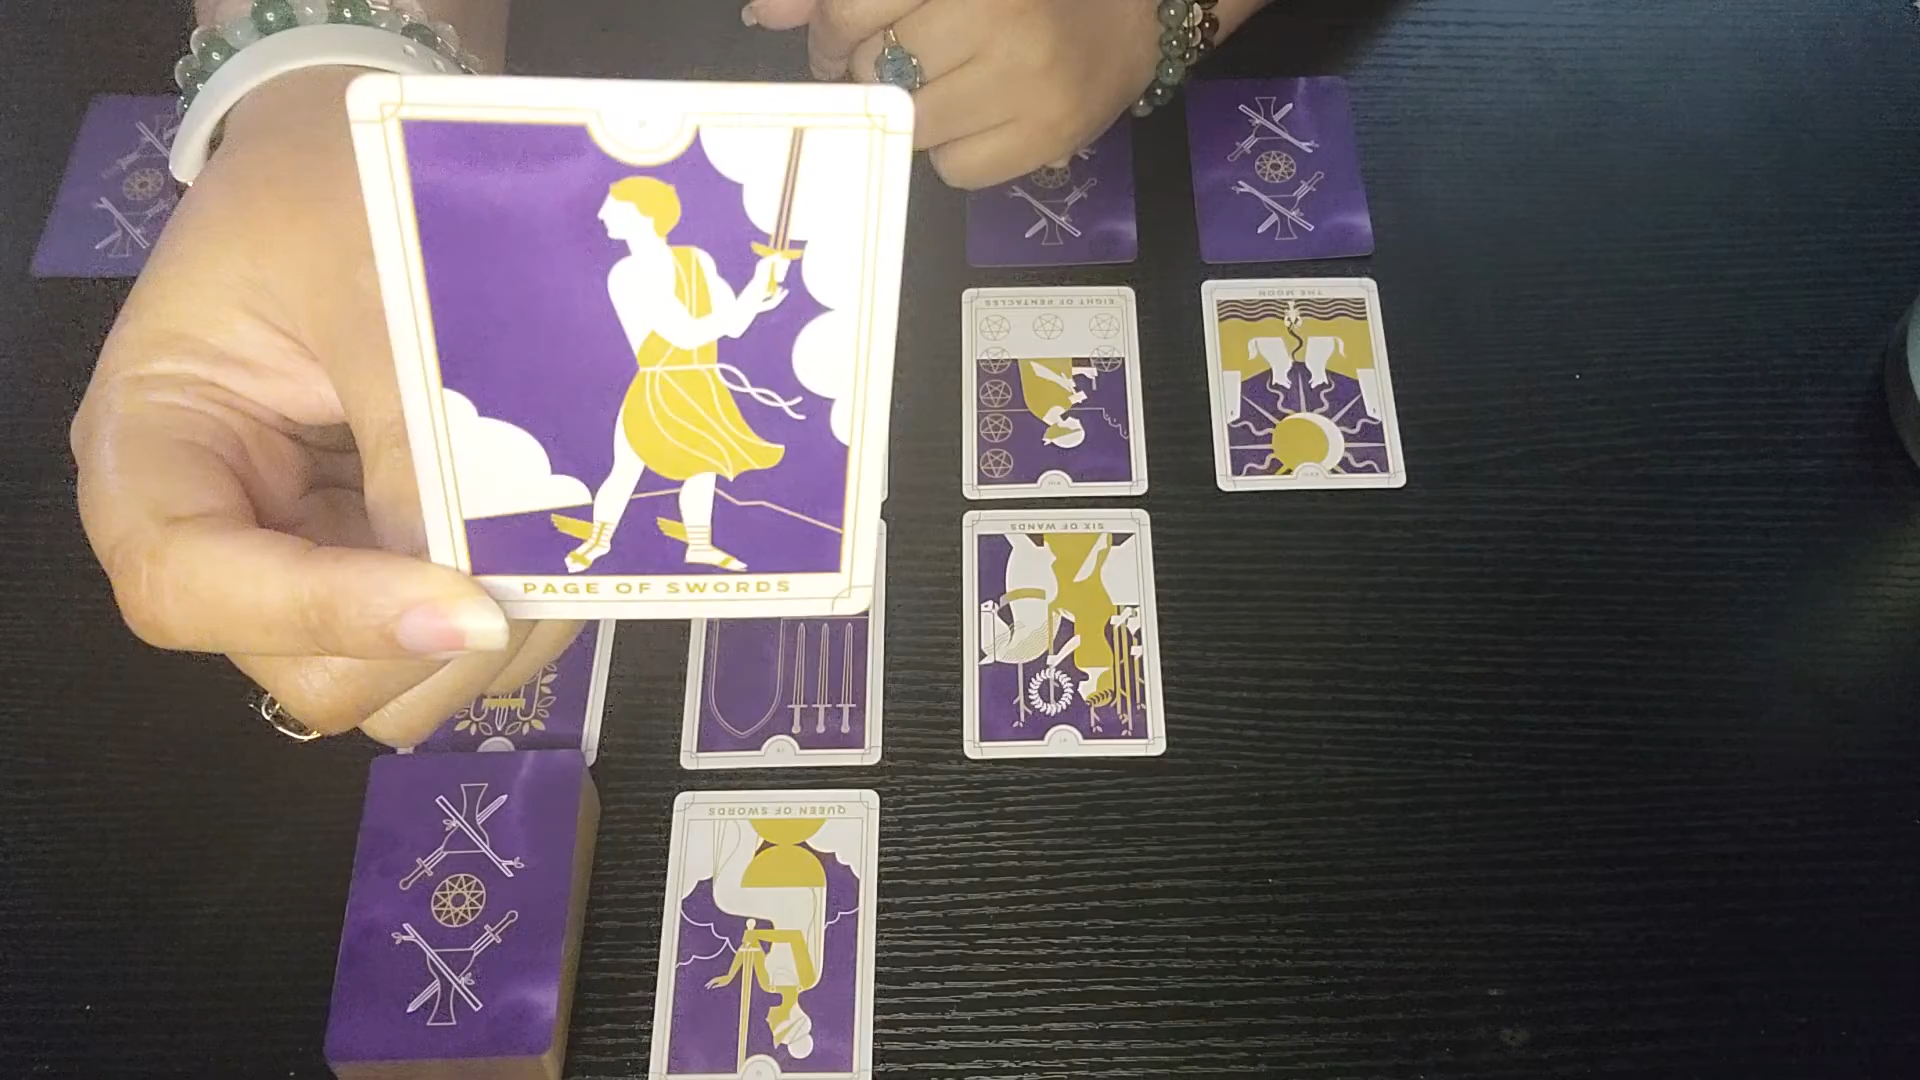 PAGE OF SWORDS
EIGHT OF PENTACLES
THE MOON
SIX OF WANDS
QUEEN OF SWORDS